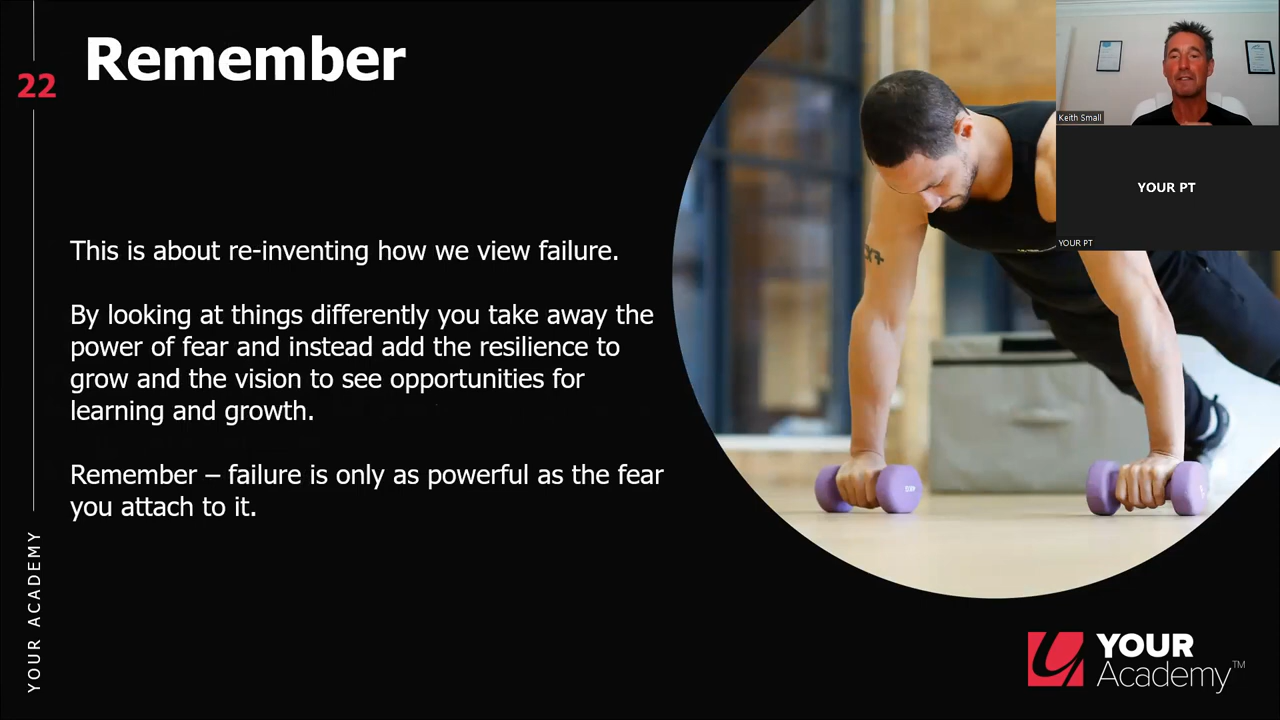 22
Remember
This is about re-inventing how we view failure.
By looking at things differently you take away the
power of fear and instead add the resilience to
grow and the vision to see opportunities for
learning and growth.
Remember – failure is only as powerful as the fear
you attach to it.
YOUR ACADEMY
Keith Small
YOUR PT
YOUR PT
YOUR
Academy™